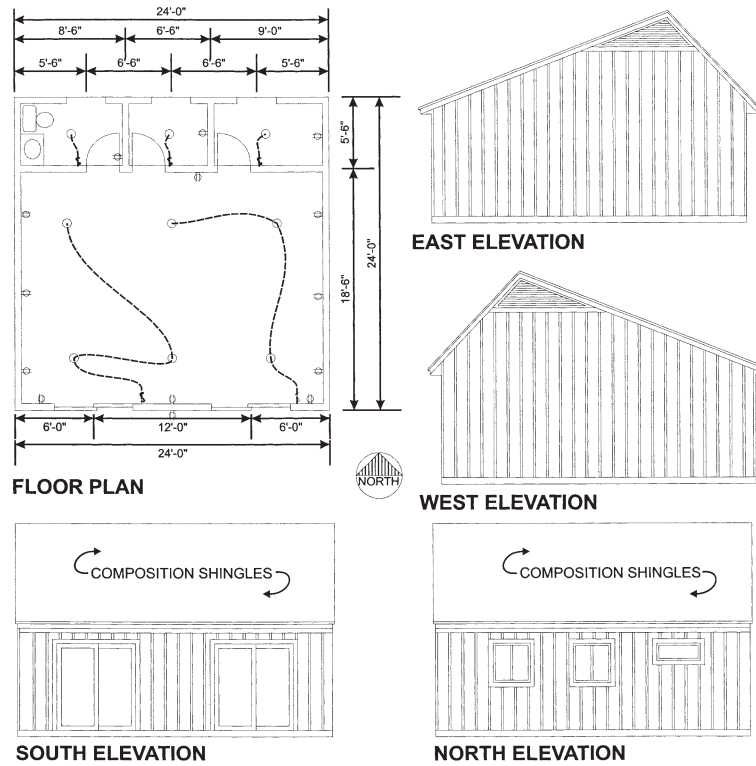 24'-0"
8'-6" 6'-6" 9'-0"
5'-6" 6'-6" 6'-6" 5'-6"
5'-6"
18'-6"
24'-0"
6'-0" 12'-0" 6'-0"
24'-0"
FLOOR PLAN
NORTH
EAST ELEVATION
WEST ELEVATION
COMPOSITION SHINGLES
SOUTH ELEVATION
COMPOSITION SHINGLES
NORTH ELEVATION